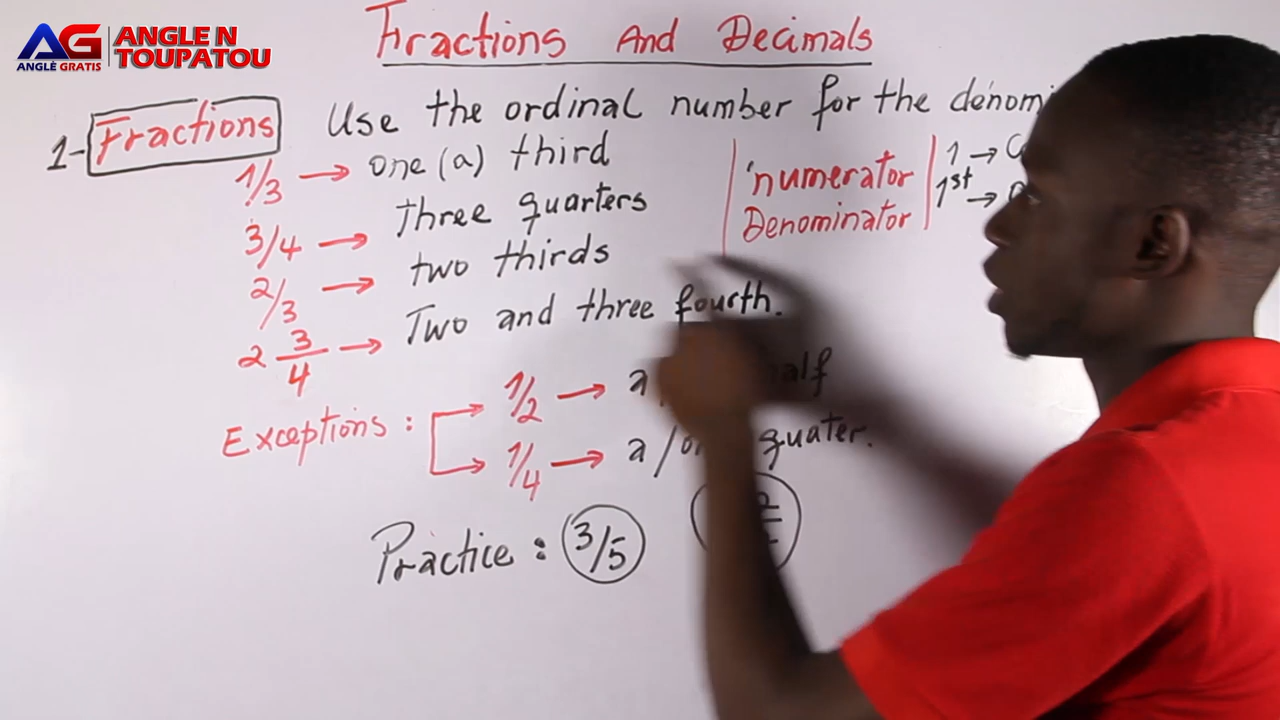 AG ANGLE N
ANGLÈ GRATIS TOUPATOU
Fractions And Decimals
1- Fractions Use the ordinal number for the
1/3 → one (a) third
3/4 → three quarters
2/3 → two thirds
2 3/4 → Two and three fourth.
numerator
Denominator
1 →
1st →
Exceptions :
1/2 → a
1/4 → a / quater.
Practice : 3/5